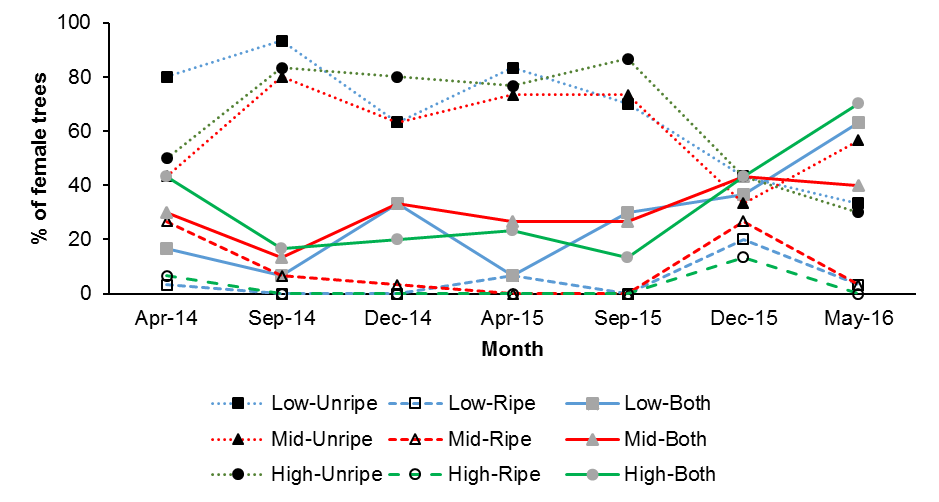 100
80
60
40
20
0
% of female trees
Apr-14 Sep-14 Dec-14 Apr-15 Sep-15 Dec-15 May-16
Month
Low-Unripe Low-Ripe Low-Both
Mid-Unripe Mid-Ripe Mid-Both
High-Unripe High-Ripe High-Both